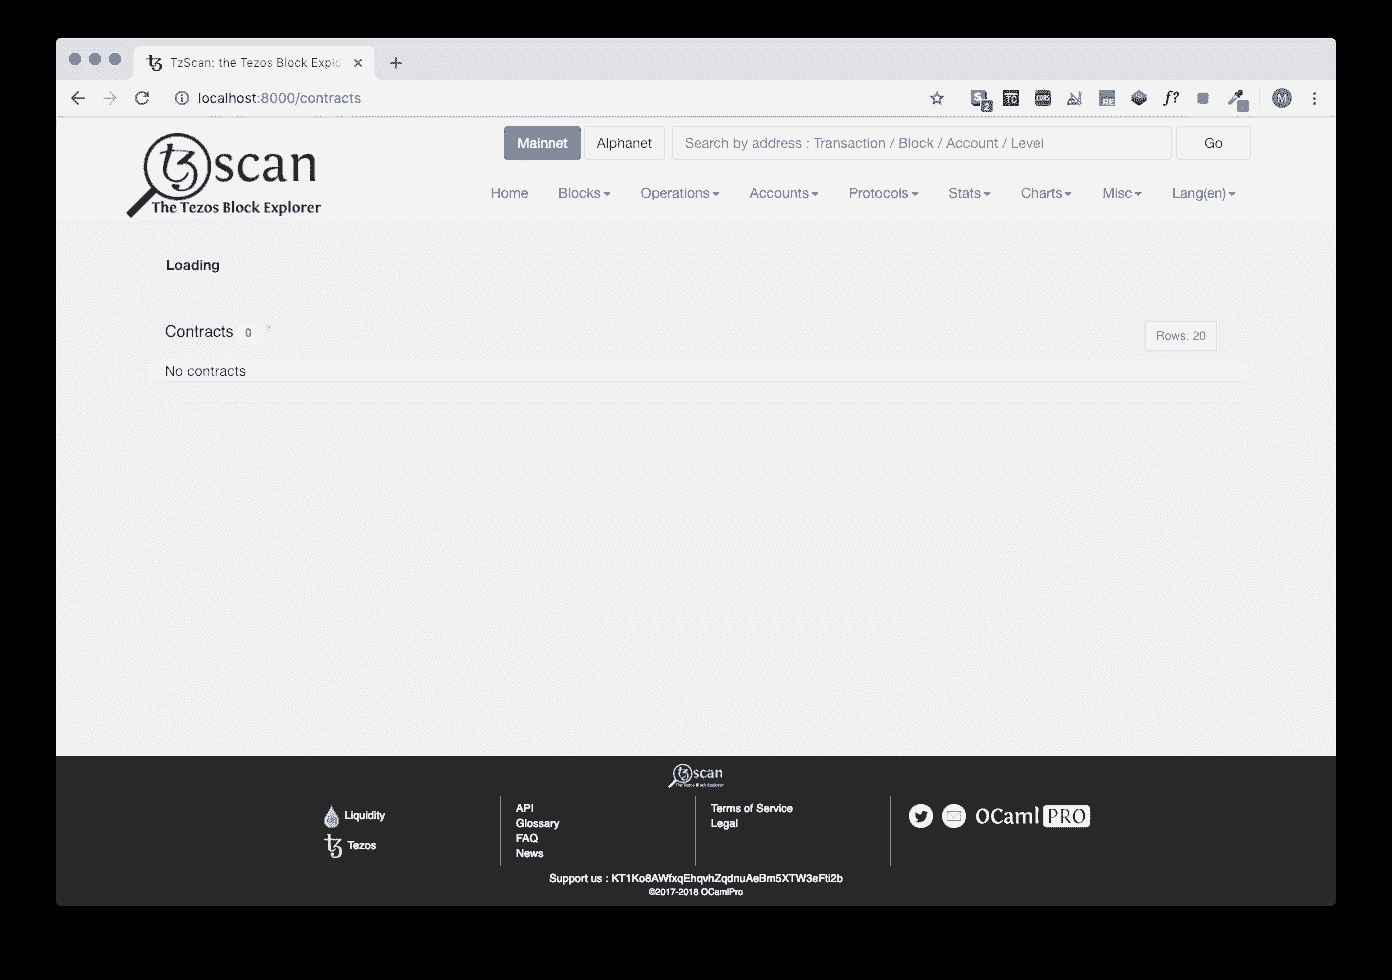 TzScan: the Tezos Block Explo
localhost:8000/contracts
tzscan
The Tezos Block Explorer
Mainnet Alphanet Search by address : Transaction / Block / Account / Level Go
Home Blocks Operations Accounts Protocols Stats Charts Misc Lang(en)
Loading
Contracts 0 ?
Rows: 20
No contracts
tzscan
The Tezos Block Explorer
Liquidity
Tezos
API
Glossary
FAQ
News
Terms of Service
Legal
OCaml PRO
Support us : KT1Ko8AWfxqEhqvhZqdnuAeBm5XTW3eFti2b
©2017-2018 OCamlPro